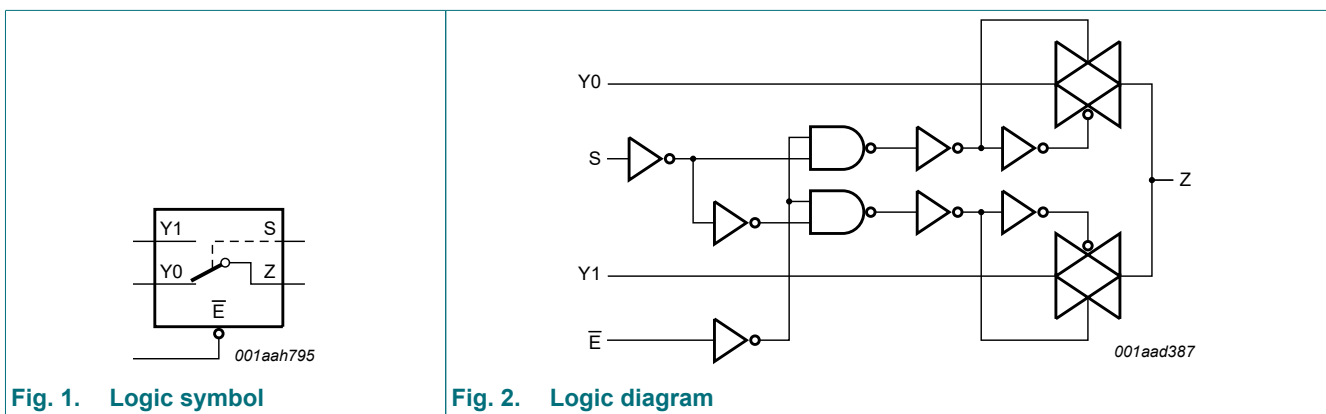 Y1
S
Y0
Z
E̅
001aah795
Fig. 1. Logic symbol
Y0
S
Z
Y1
E̅
001aad387
Fig. 2. Logic diagram